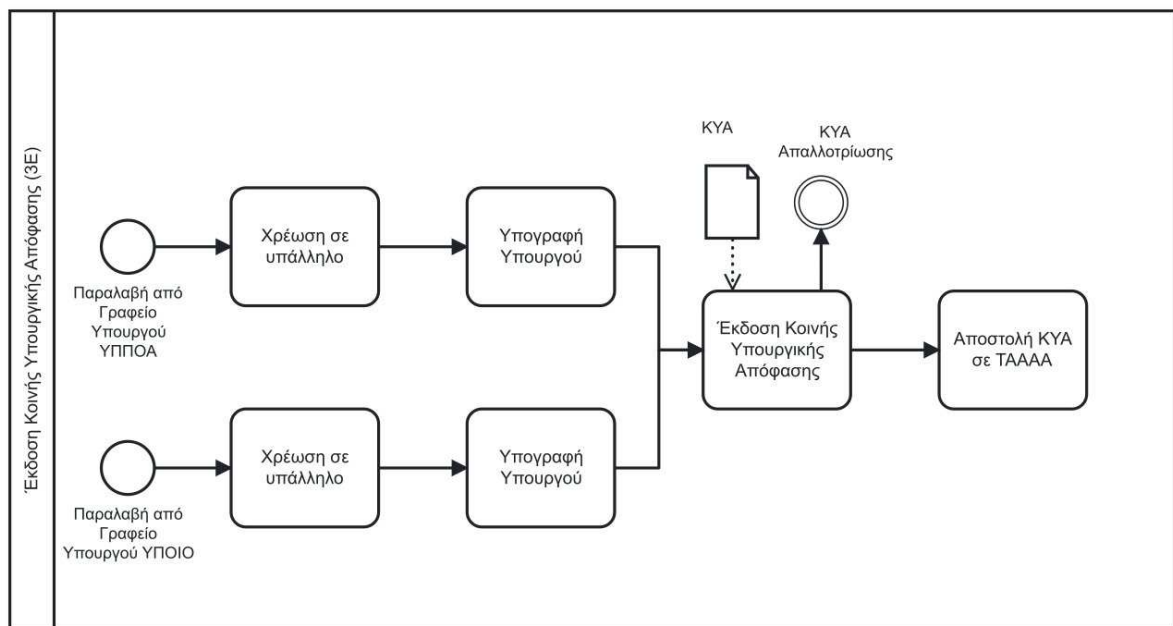 Έκδοση Κοινής Υπουργικής Απόφασης (3Ε)
Παραλαβή από
Γραφείο
Υπουργού
ΥΠΠΟΑ
Χρέωση σε
υπάλληλο
Υπογραφή
Υπουργού
Παραλαβή από
Γραφείο
Υπουργού ΥΠΟΙΟ
Χρέωση σε
υπάλληλο
Υπογραφή
Υπουργού
ΚΥΑ
ΚΥΑ
Απαλλοτρίωσης
Έκδοση Κοινής
Υπουργικής
Απόφασης
Αποστολή ΚΥΑ
σε ΤΑΑΑΑ